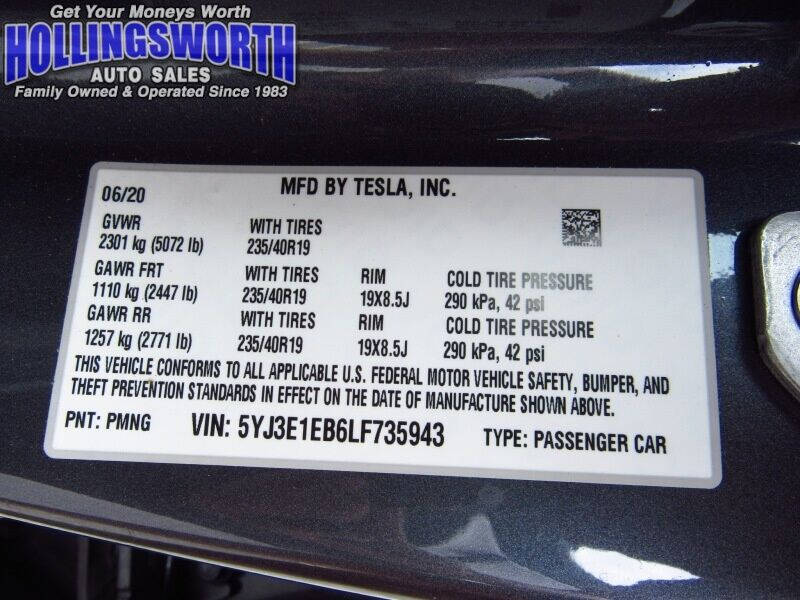 Get Your Moneys Worth
HOLLINGSWORTH
AUTO SALES
Family Owned & Operated Since 1983
06/20 MFD BY TESLA, INC.
GVWR WITH TIRES
2301 kg (5072 lb) 235/40R19
GAWR FRT WITH TIRES RIM COLD TIRE PRESSURE
1110 kg (2447 lb) 235/40R19 19X8.5J 290 kPa, 42 psi
GAWR RR WITH TIRES RIM COLD TIRE PRESSURE
1257 kg (2771 lb) 235/40R19 19X8.5J 290 kPa, 42 psi
THIS VEHICLE CONFORMS TO ALL APPLICABLE U.S. FEDERAL MOTOR VEHICLE SAFETY, BUMPER, AND
THEFT PREVENTION STANDARDS IN EFFECT ON THE DATE OF MANUFACTURE SHOWN ABOVE.
PNT: PMNG VIN: 5YJ3E1EB6LF735943 TYPE: PASSENGER CAR